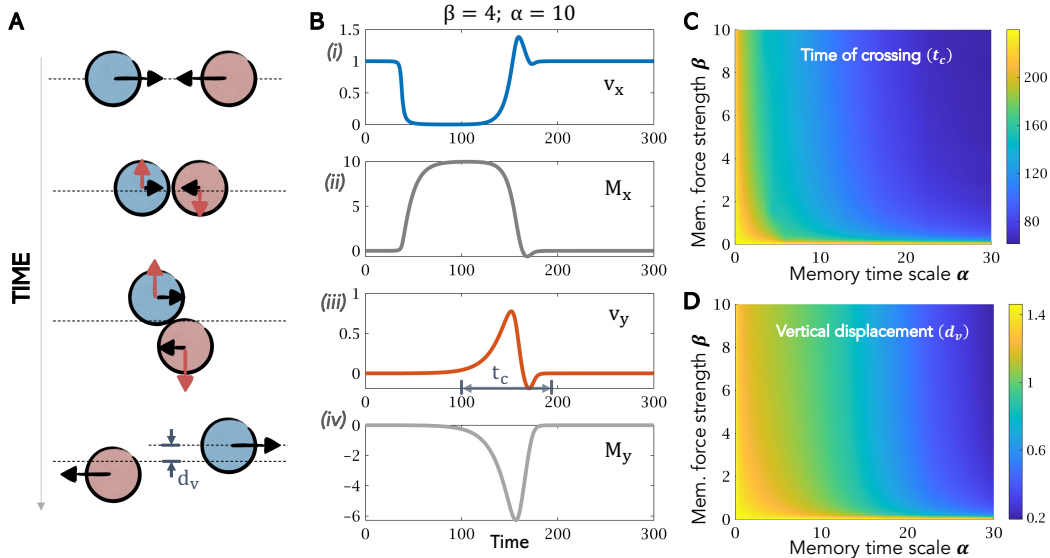 A
TIME
d_v
B
β = 4; α = 10
(i)
v_x
1.5
1
0.5
0
0
100
200
300
(ii)
M_x
10
5
0
0
100
200
300
(iii)
v_y
1
0.5
0
t_c
0
100
200
300
(iv)
M_y
0
−2
−4
−6
0
100
200
300
Time
C
Time of crossing (t_c)
Mem. force strength β
10
8
6
4
2
0
0
10
20
30
Memory time scale α
200
160
120
80
D
Vertical displacement (d_v)
Mem. force strength β
10
8
6
4
2
0
0
10
20
30
Memory time scale α
1.4
1
0.6
0.2